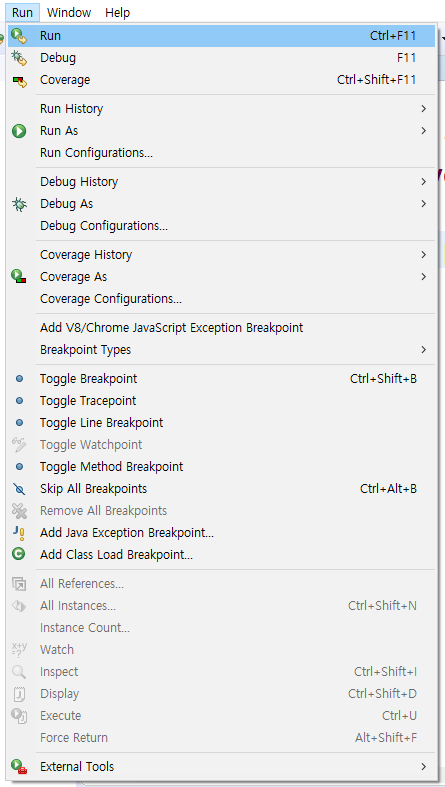 Run Window Help
Run Ctrl+F11
Debug F11
Coverage Ctrl+Shift+F11
Run History
Run As
Run Configurations...
Debug History
Debug As
Debug Configurations...
Coverage History
Coverage As
Coverage Configurations...
Add V8/Chrome JavaScript Exception Breakpoint
Breakpoint Types
Toggle Breakpoint Ctrl+Shift+B
Toggle Tracepoint
Toggle Line Breakpoint
Toggle Watchpoint
Toggle Method Breakpoint
Skip All Breakpoints Ctrl+Alt+B
Remove All Breakpoints
Add Java Exception Breakpoint...
Add Class Load Breakpoint...
All References...
All Instances... Ctrl+Shift+N
Instance Count...
Watch
Inspect Ctrl+Shift+I
Display Ctrl+Shift+D
Execute Ctrl+U
Force Return Alt+Shift+F
External Tools